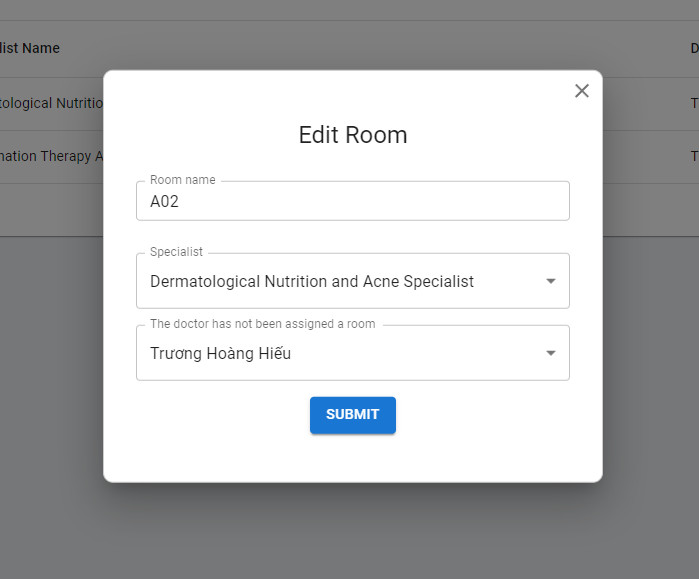 list Name
D
tological Nutritio
T
nation Therapy A
T
Edit Room
Room name
A02
Specialist
Dermatological Nutrition and Acne Specialist
The doctor has not been assigned a room
Trương Hoàng Hiếu
SUBMIT